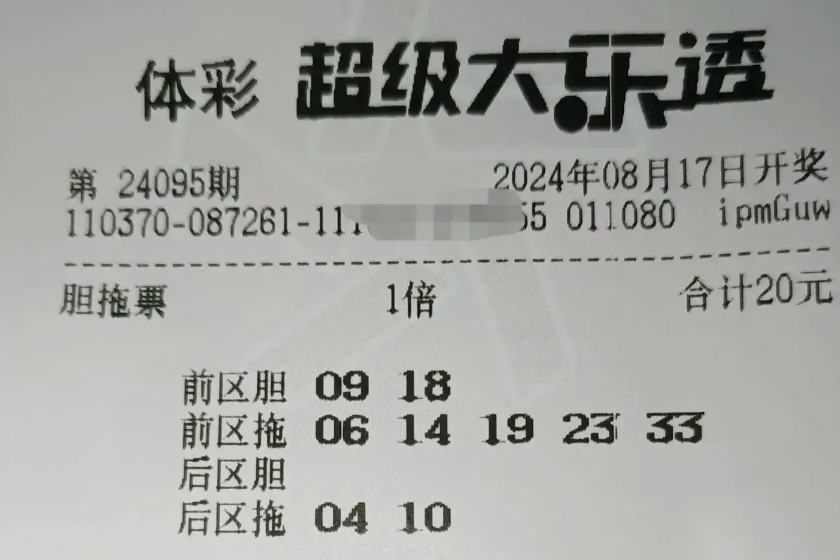 体彩 超级大乐透
第 24095期 2024年08月17日开奖
110370-087261-11 55 011080 ipmGuw
胆拖票 1倍 合计20元
前区胆 09 18
前区拖 06 14 19 23 33
后区胆
后区拖 04 10